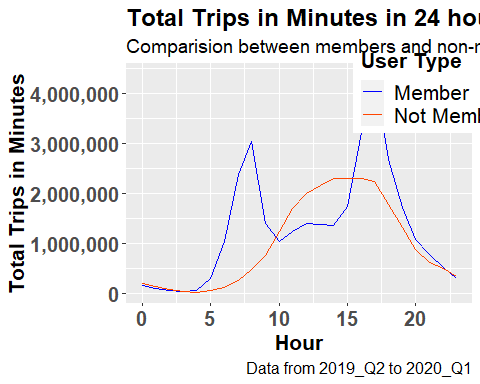 Total Trips in Minutes in 24 hou
Comparision between members and non-m
User Type
Member
Not Memb
Total Trips in Minutes
4,000,000
3,000,000
2,000,000
1,000,000
0
0 5 10 15 20
Hour
Data from 2019_Q2 to 2020_Q1